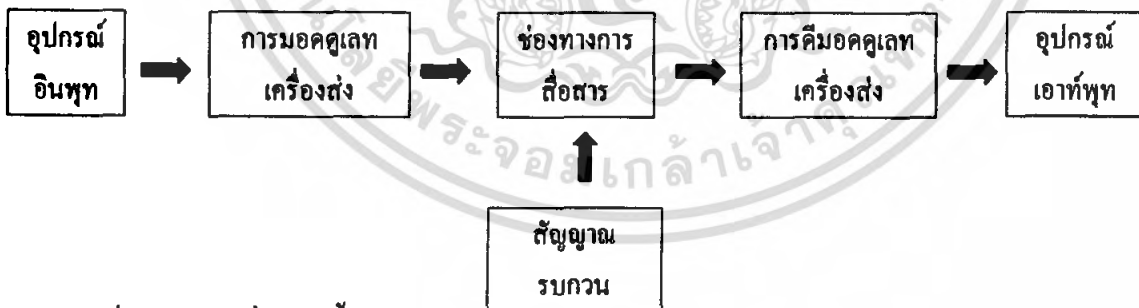 อุปกรณ์
อินพุท
การมอดดูเลท
เครื่องส่ง
ช่องทางการ
สื่อสาร
การดีมอดดูเลท
เครื่องส่ง
อุปกรณ์
เอาท์พุท
สัญญาณ
รบกวน